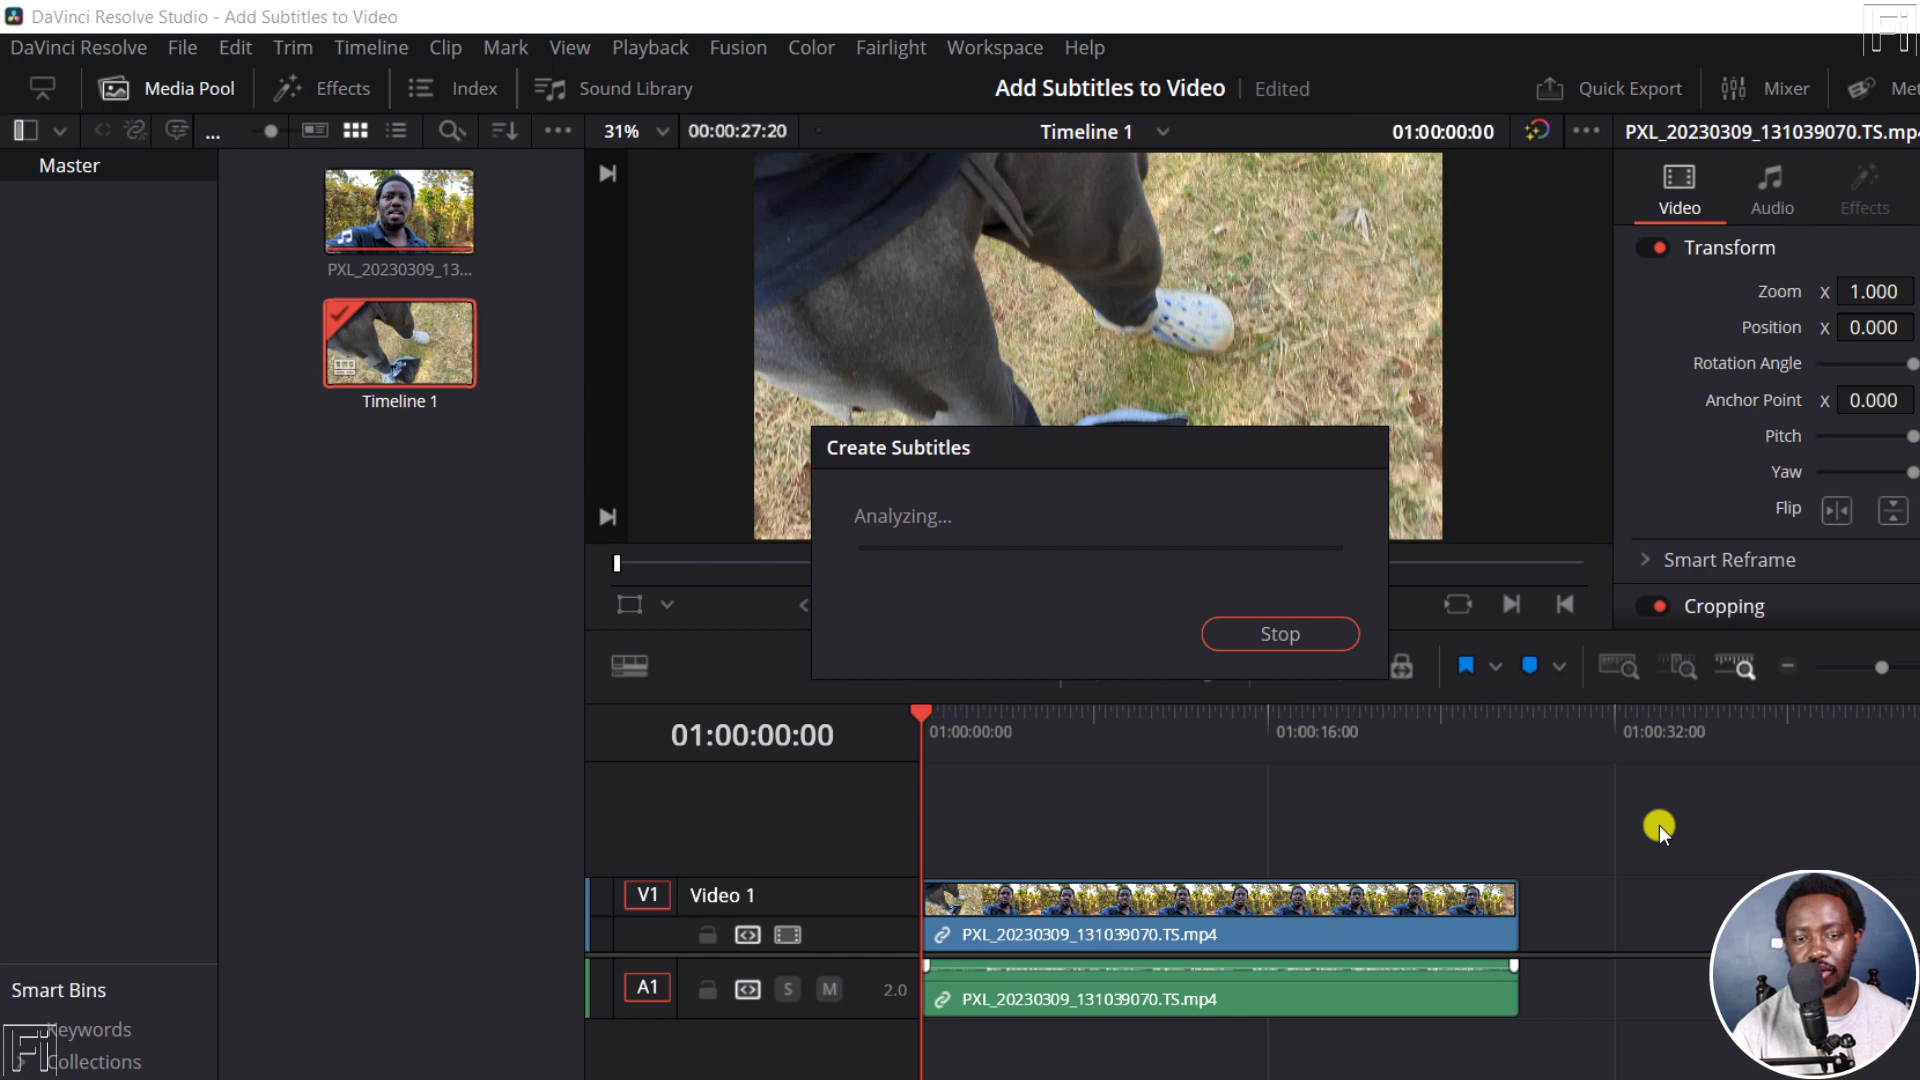 DaVinci Resolve Studio - Add Subtitles to Video
DaVinci Resolve File Edit Trim Timeline Clip Mark View Playback Fusion Color Fairlight Workspace Help
Fi
Media Pool Effects Index Sound Library Add Subtitles to Video Edited Quick Export Mixer Met
... 31% 00:00:27:20 Timeline 1 01:00:00:00 PXL_20230309_131039070.TS.mp4
Master
PXL_20230309_13...
Timeline 1
Video Audio Effects
Transform
Zoom X 1.000
Position X 0.000
Rotation Angle
Anchor Point X 0.000
Pitch
Yaw
Flip
Smart Reframe
Cropping
Create Subtitles
Analyzing...
Stop
01:00:00:00 01:00:00:00 01:00:16:00 01:00:32:00
V1 Video 1
PXL_20230309_131039070.TS.mp4
A1 S M 2.0
PXL_20230309_131039070.TS.mp4
Smart Bins
Keywords
Collections
Fi